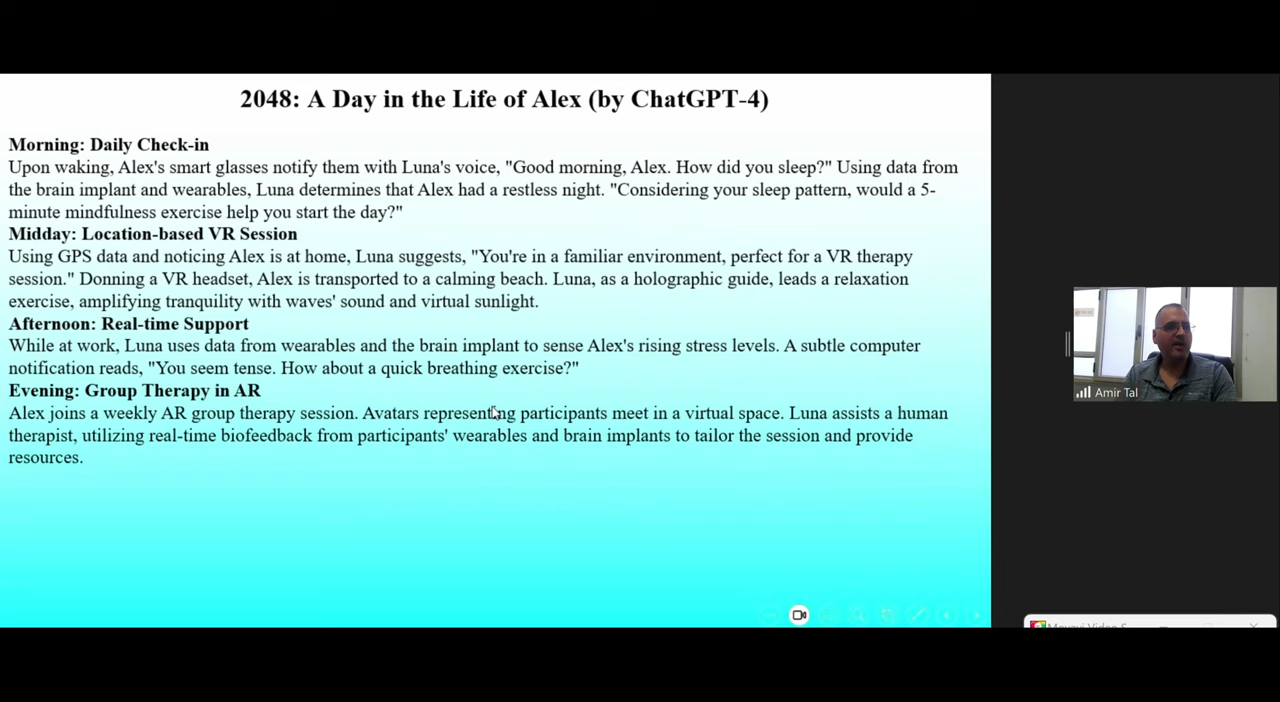 2048: A Day in the Life of Alex (by ChatGPT-4)
Morning: Daily Check-in
Upon waking, Alex's smart glasses notify them with Luna's voice, "Good morning, Alex. How did you sleep?" Using data from
the brain implant and wearables, Luna determines that Alex had a restless night. "Considering your sleep pattern, would a 5-
minute mindfulness exercise help you start the day?"
Midday: Location-based VR Session
Using GPS data and noticing Alex is at home, Luna suggests, "You're in a familiar environment, perfect for a VR therapy
session." Donning a VR headset, Alex is transported to a calming beach. Luna, as a holographic guide, leads a relaxation
exercise, amplifying tranquility with waves' sound and virtual sunlight.
Afternoon: Real-time Support
While at work, Luna uses data from wearables and the brain implant to sense Alex's rising stress levels. A subtle computer
notification reads, "You seem tense. How about a quick breathing exercise?"
Evening: Group Therapy in AR
Alex joins a weekly AR group therapy session. Avatars representing participants meet in a virtual space. Luna assists a human
therapist, utilizing real-time biofeedback from participants' wearables and brain implants to tailor the session and provide
resources.
Amir Tal